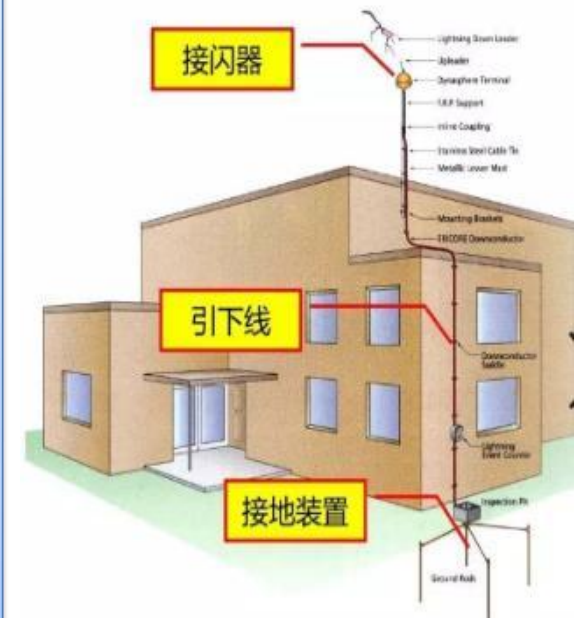 Lightning Down Leader
接闪器
Upleader
Dynasphere Terminal
F.R.P. Support
Inline Coupling
Stainless Steel Cable Tie
Metallic Lower Mast
Mounting Brackets
ERICORE Downconductor
引下线
Downconductor
Saddle
Lightning
Event Counter
接地装置
Inspection Pit
Ground Rods